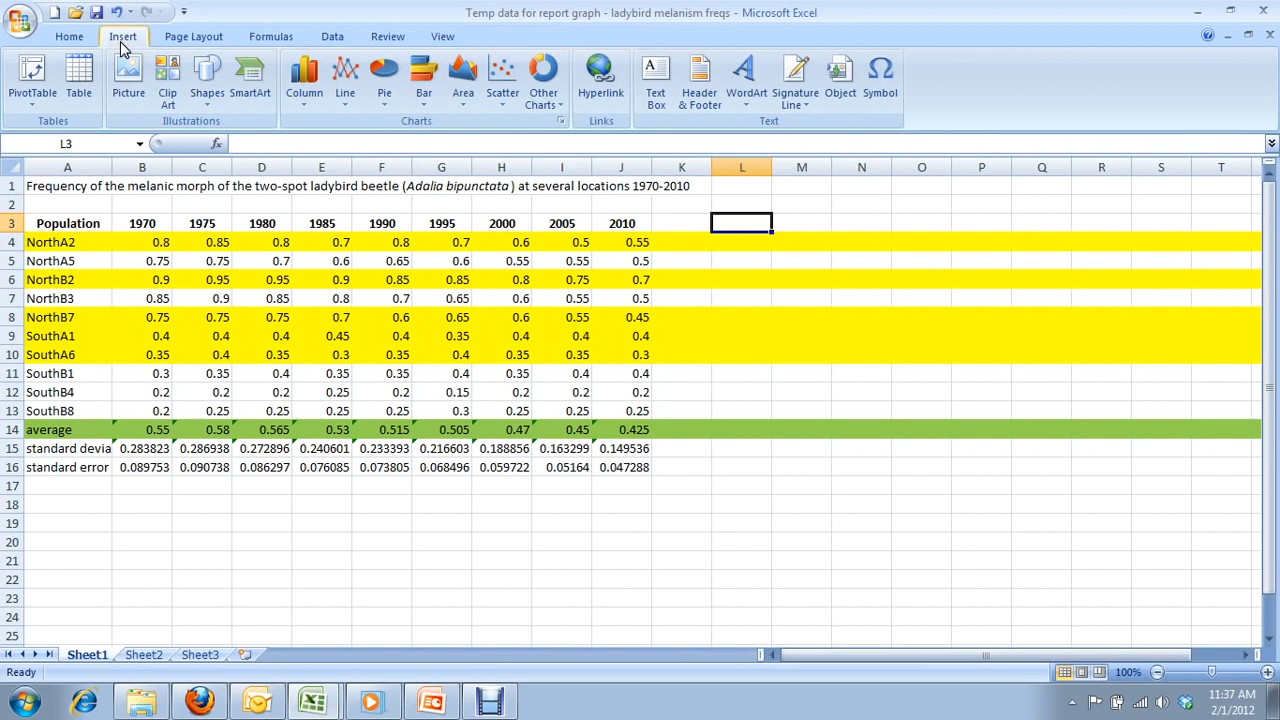 Temp data for report graph - ladybird melanism freqs - Microsoft Excel
Home Insert Page Layout Formulas Data Review View
PivotTable Table Picture Clip Art Shapes SmartArt Column Line Pie Bar Area Scatter Other Charts Hyperlink Text Box Header & Footer WordArt Signature Line Object Symbol
Tables Illustrations Charts Links Text
L3 fx
A B C D E F G H I J K L M N O P Q R S T
1 Frequency of the melanic morph of the two-spot ladybird beetle (Adalia bipunctata ) at several locations 1970-2010
2
3 Population 1970 1975 1980 1985 1990 1995 2000 2005 2010
4 NorthA2 0.8 0.85 0.8 0.7 0.8 0.7 0.6 0.5 0.55
5 NorthA5 0.75 0.75 0.7 0.6 0.65 0.6 0.55 0.55 0.5
6 NorthB2 0.9 0.95 0.95 0.9 0.85 0.85 0.8 0.75 0.7
7 NorthB3 0.85 0.9 0.85 0.8 0.7 0.65 0.6 0.55 0.5
8 NorthB7 0.75 0.75 0.75 0.7 0.6 0.65 0.6 0.55 0.45
9 SouthA1 0.4 0.4 0.4 0.45 0.4 0.35 0.4 0.4 0.4
10 SouthA6 0.35 0.4 0.35 0.3 0.35 0.4 0.35 0.35 0.3
11 SouthB1 0.3 0.35 0.4 0.35 0.35 0.4 0.35 0.4 0.4
12 SouthB4 0.2 0.2 0.2 0.25 0.2 0.15 0.2 0.2 0.2
13 SouthB8 0.2 0.25 0.25 0.25 0.25 0.3 0.25 0.25 0.25
14 average 0.55 0.58 0.565 0.53 0.515 0.505 0.47 0.45 0.425
15 standard devia 0.283823 0.286938 0.272896 0.240601 0.233393 0.216603 0.188856 0.163299 0.149536
16 standard error 0.089753 0.090738 0.086297 0.076085 0.073805 0.068496 0.059722 0.05164 0.047288
17
18
19
20
21
22
23
24
25
Sheet1 Sheet2 Sheet3
Ready 100%
11:37 AM
2/1/2012